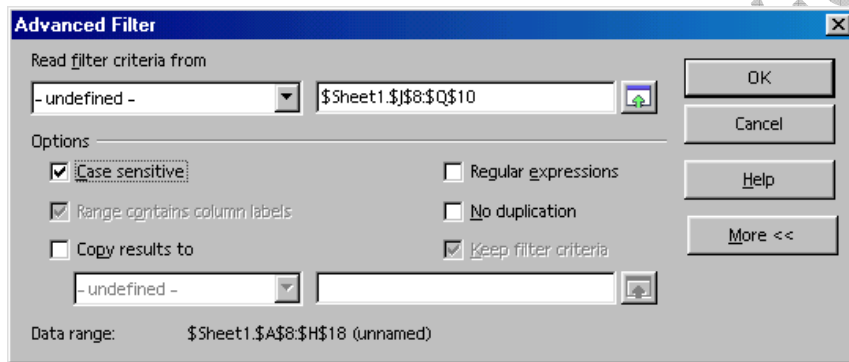 Advanced Filter
Read filter criteria from
- undefined -
$Sheet1.$J$8:$Q$10
OK
Cancel
Options
Case sensitive
Regular expressions
Help
Range contains column labels
No duplication
More <<
Copy results to
Keep filter criteria
- undefined -
Data range: $Sheet1.$A$8:$H$18 (unnamed)